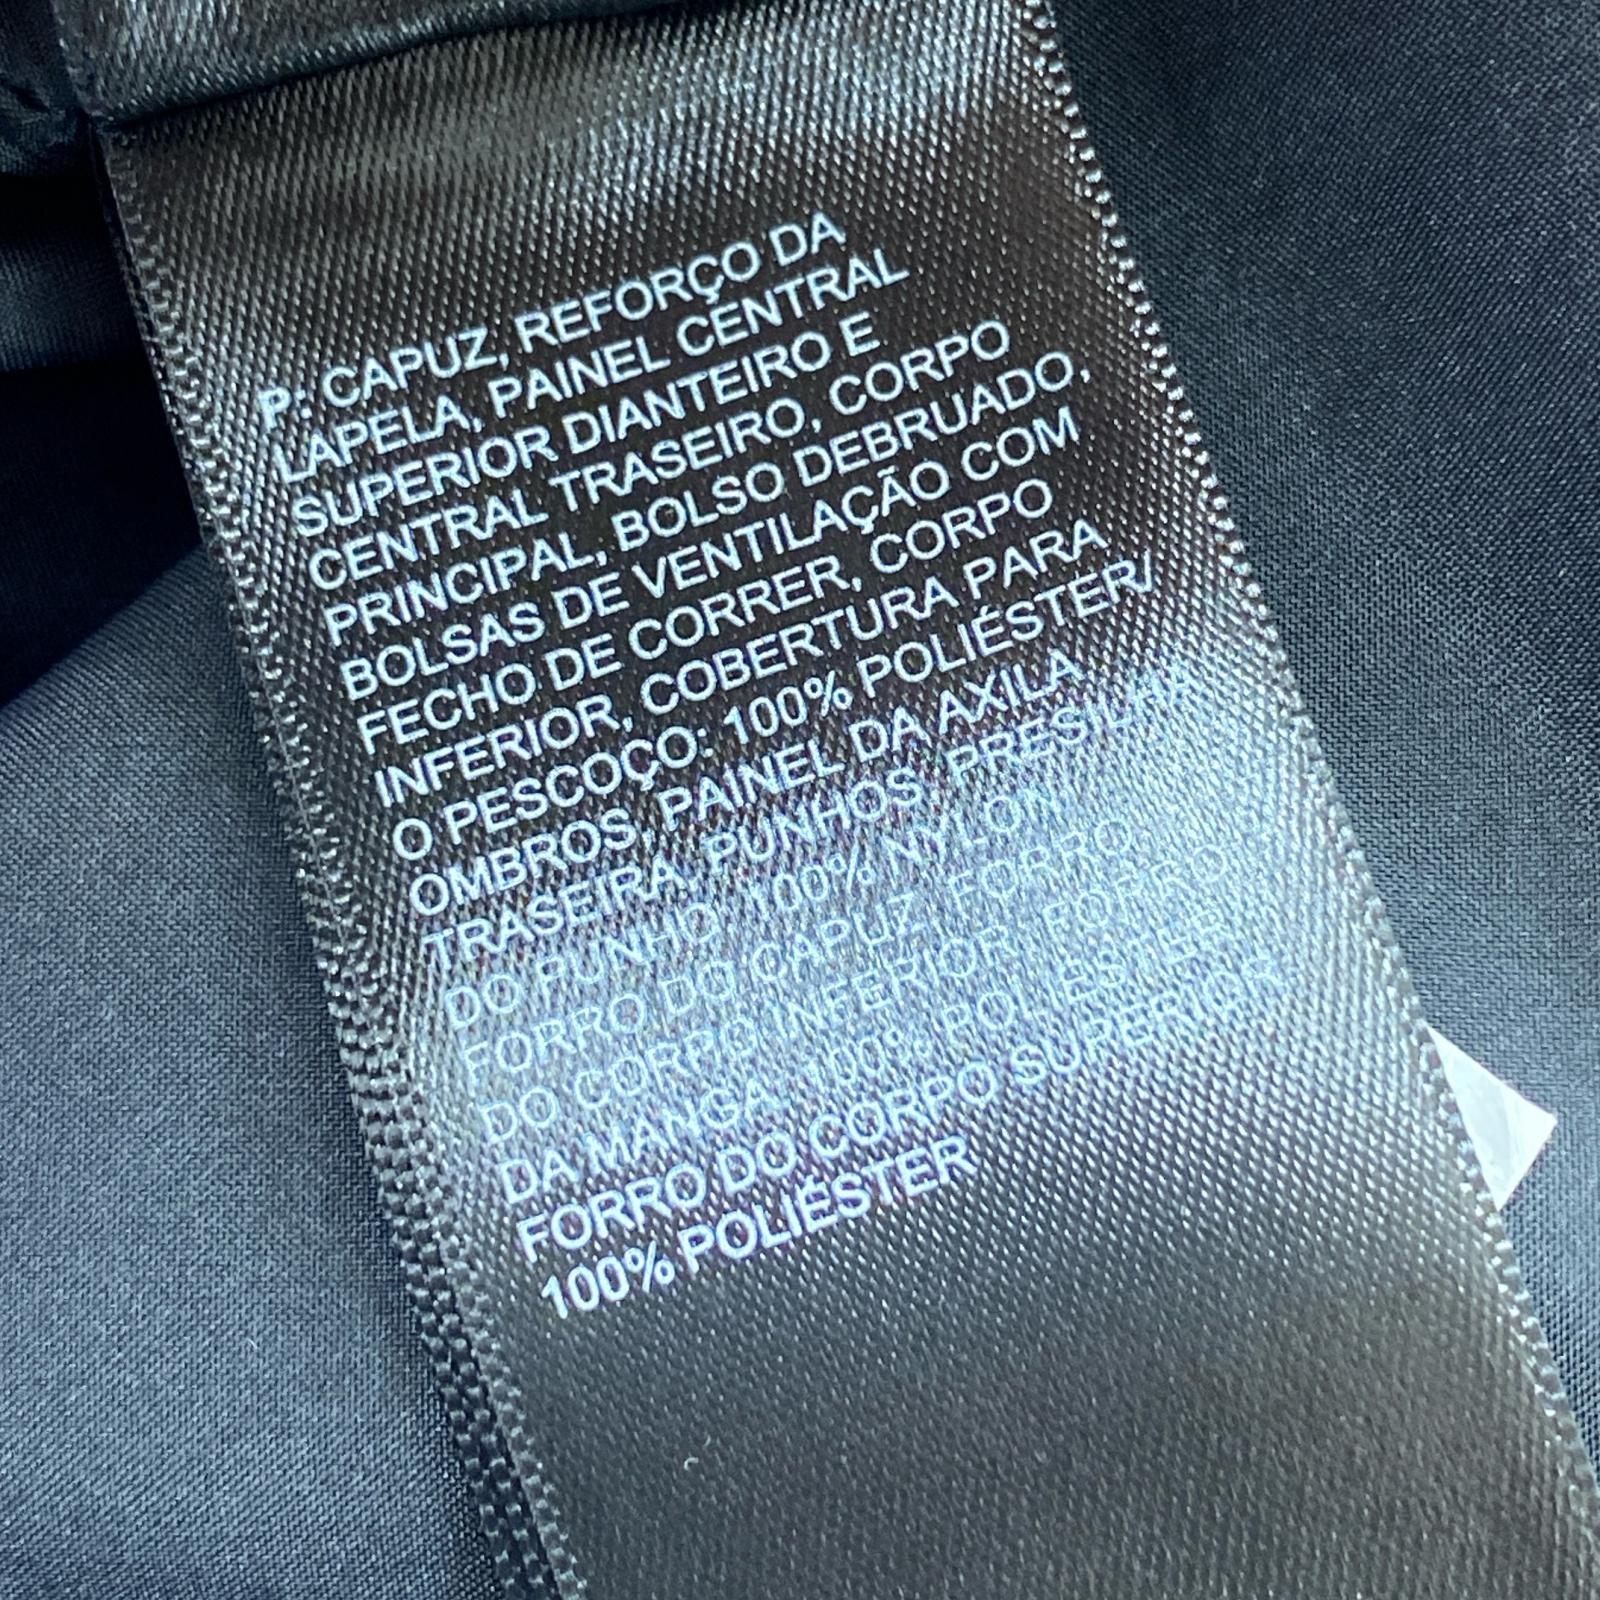 P: CAPUZ, REFORÇO DA
LAPELA, PAINEL CENTRAL
SUPERIOR DIANTEIRO E
CENTRAL TRASEIRO, CORPO
PRINCIPAL, BOLSO DEBRUADO,
BOLSAS DE VENTILAÇÃO COM
FECHO DE CORRER, CORPO
INFERIOR, COBERTURA PARA
O PESCOÇO: 100% POLIÉSTER/
OMBROS, PAINEL DA AXILA
TRASEIRA, PUNHOS, PRESILHA
DO PUNHO: 100% NYLON/
FORRO DO CAPUZ, FORRO
DO CORPO INFERIOR, FORRO
DA MANGA: 100% POLIÉSTER/
FORRO DO CORPO SUPERIOR:
100% POLIÉSTER